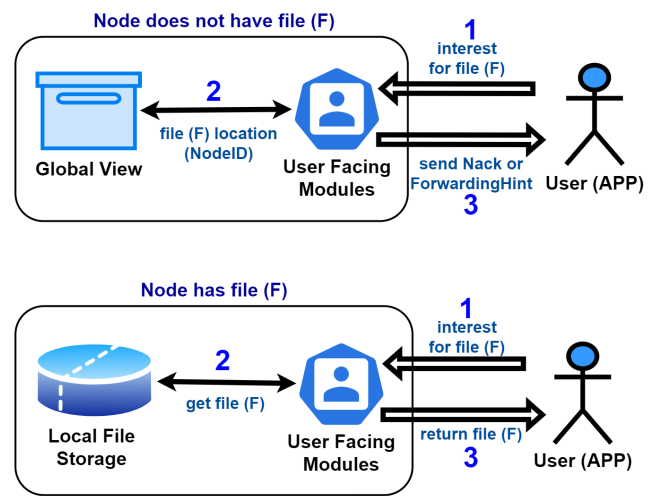 Node does not have file (F)
1
interest
for file (F)
2
file (F) location
(NodeID)
Global View
User Facing
Modules
send Nack or
ForwardingHint
3
User (APP)
Node has file (F)
1
interest
for file (F)
2
get file (F)
Local File
Storage
User Facing
Modules
return file (F)
3
User (APP)